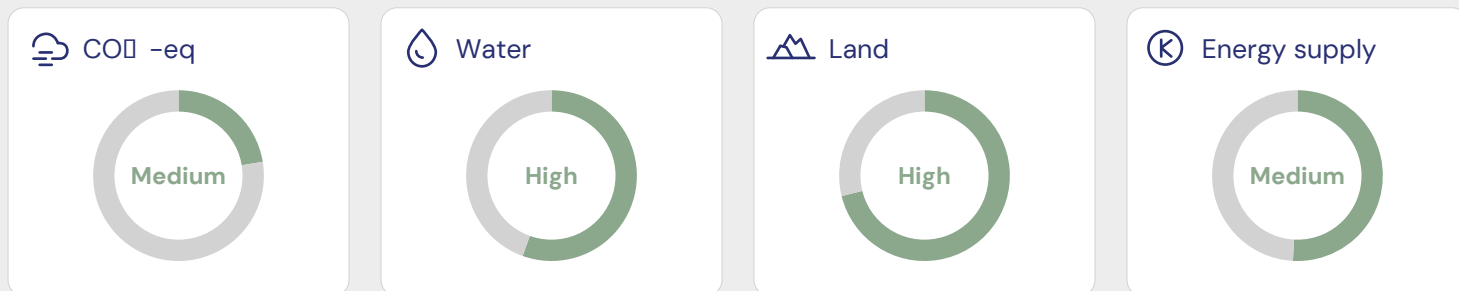 CO▯ -eq
Medium
Water
High
Land
High
Energy supply
Medium